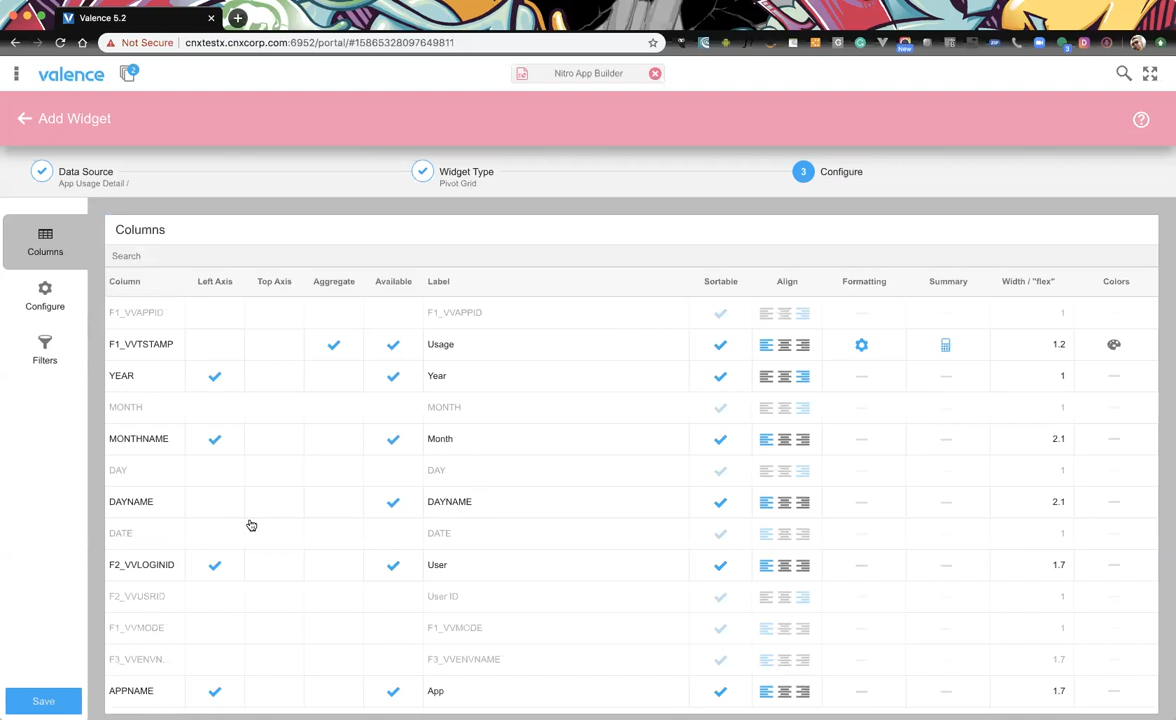 Valence 5.2
Not Secure cnxtestx.cnxcorp.com:6952/portal/#15865328097649811
New
3
valence 2 Nitro App Builder
Add Widget
Data Source
App Usage Detail /
Widget Type
Pivot Grid
3 Configure
Columns
Configure
Filters
Columns
Search
Column Left Axis Top Axis Aggregate Available Label Sortable Align Formatting Summary Width / "flex" Colors
F1_VVAPPID F1_VVAPPID 1
F1_VVTSTAMP Usage 1.2
YEAR Year 1
MONTH MONTH 1
MONTHNAME Month 2.1
DAY DAY 1
DAYNAME DAYNAME 2.1
DATE DATE 1
F2_VVLOGINID User 1.7
F2_VVUSRID User ID 1
F1_VVMODE F1_VVMODE 1
F3_VVENVN... F3_VVENVNAME 1.7
APPNAME App 1.7
Save